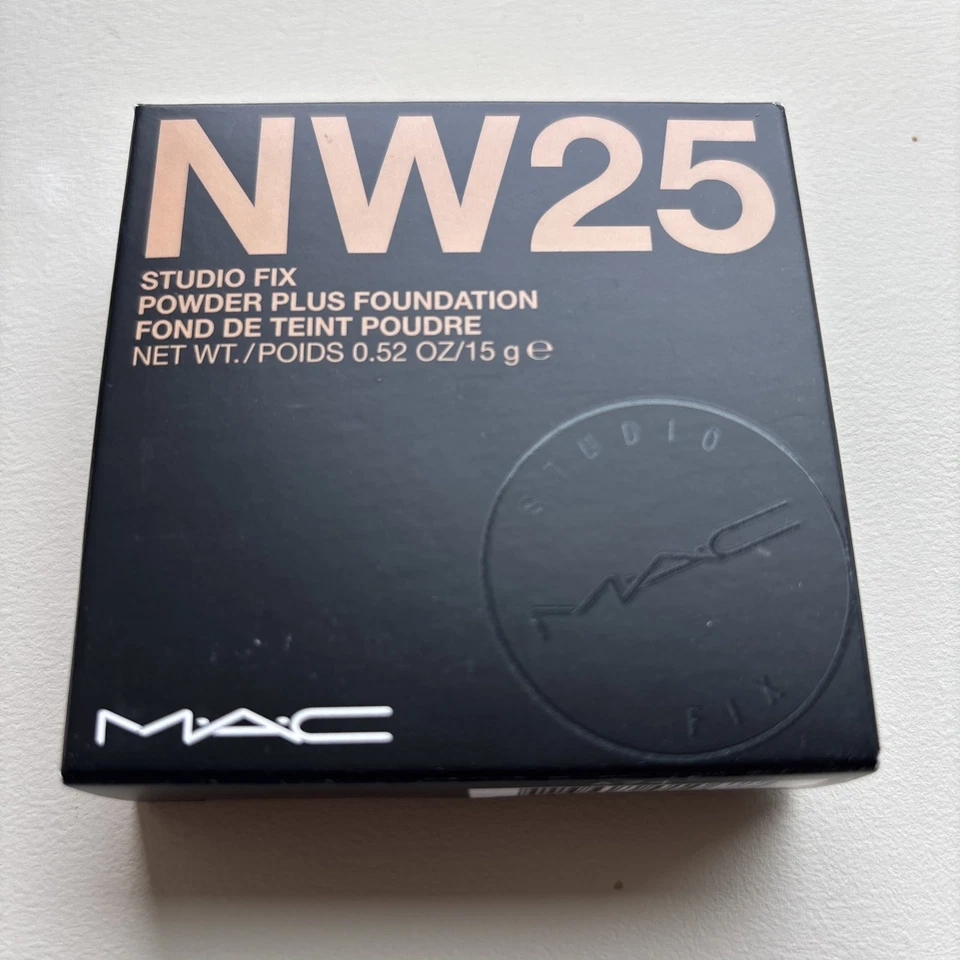 NW25
STUDIO FIX
POWDER PLUS FOUNDATION
FOND DE TEINT POUDRE
NET WT./POIDS 0.52 OZ/15 g ℮
STUDIO
M·A·C
FIX
M·A·C